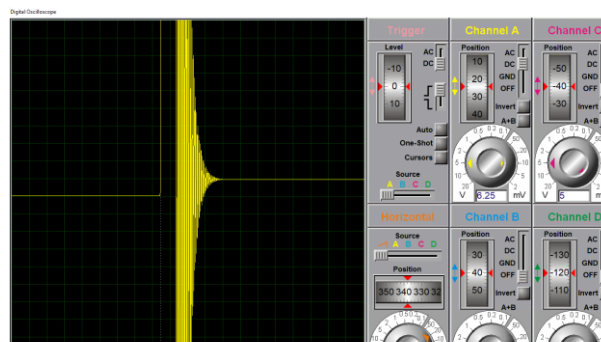 Digital Oscilloscope
Trigger
Level
-10
0
10
AC
DC
Auto
One-Shot
Cursors
Source
A B C D
Channel A
Position
10
20
30
40
AC
DC
GND
OFF
Invert
A+B
V
6.25
mV
Channel C
Position
-50
-40
-30
AC
DC
GND
OFF
Invert
C+D
V
5
mV
Horizontal
Source
A B C D
Position
350 340 330 32
Channel B
Position
30
40
50
AC
DC
GND
OFF
Invert
Channel D
Position
-130
-120
-110
AC
DC
GND
OFF
Invert
A+B